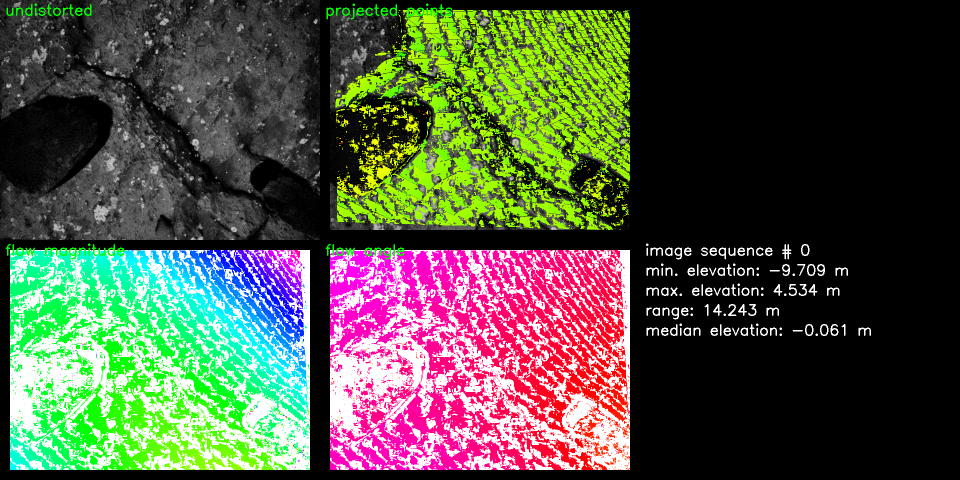 undistorted
projected points
flow magnitude
flow angle
image sequence # 0
min. elevation: −9.709 m
max. elevation: 4.534 m
range: 14.243 m
median elevation: −0.061 m